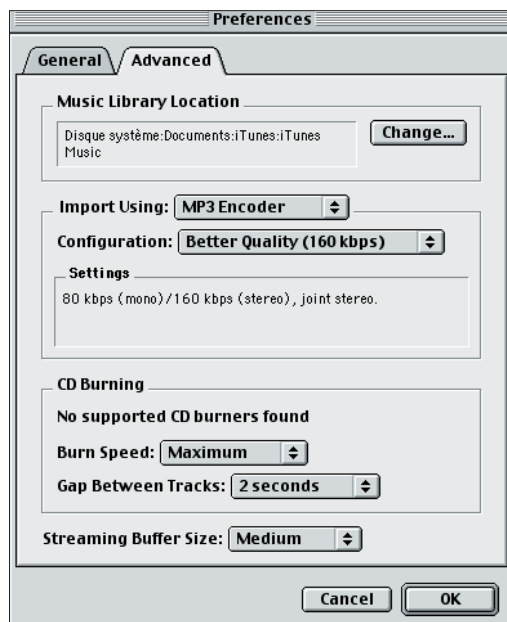 Preferences
General
Advanced
Music Library Location
Disque système:Documents:iTunes:iTunes
Music
Change...
Import Using: MP3 Encoder
Configuration: Better Quality (160 kbps)
Settings
80 kbps (mono)/160 kbps (stereo), joint stereo.
CD Burning
No supported CD burners found
Burn Speed: Maximum
Gap Between Tracks: 2 seconds
Streaming Buffer Size: Medium
Cancel
OK